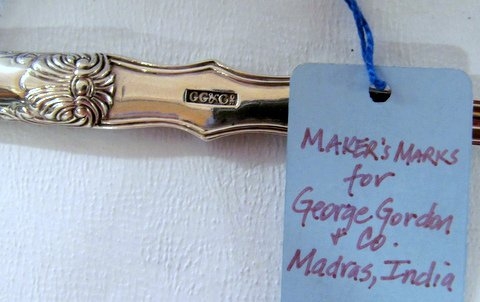 GG&Co
MAKER'S MARKS
for
George Gordon
+ Co.
Madras, India